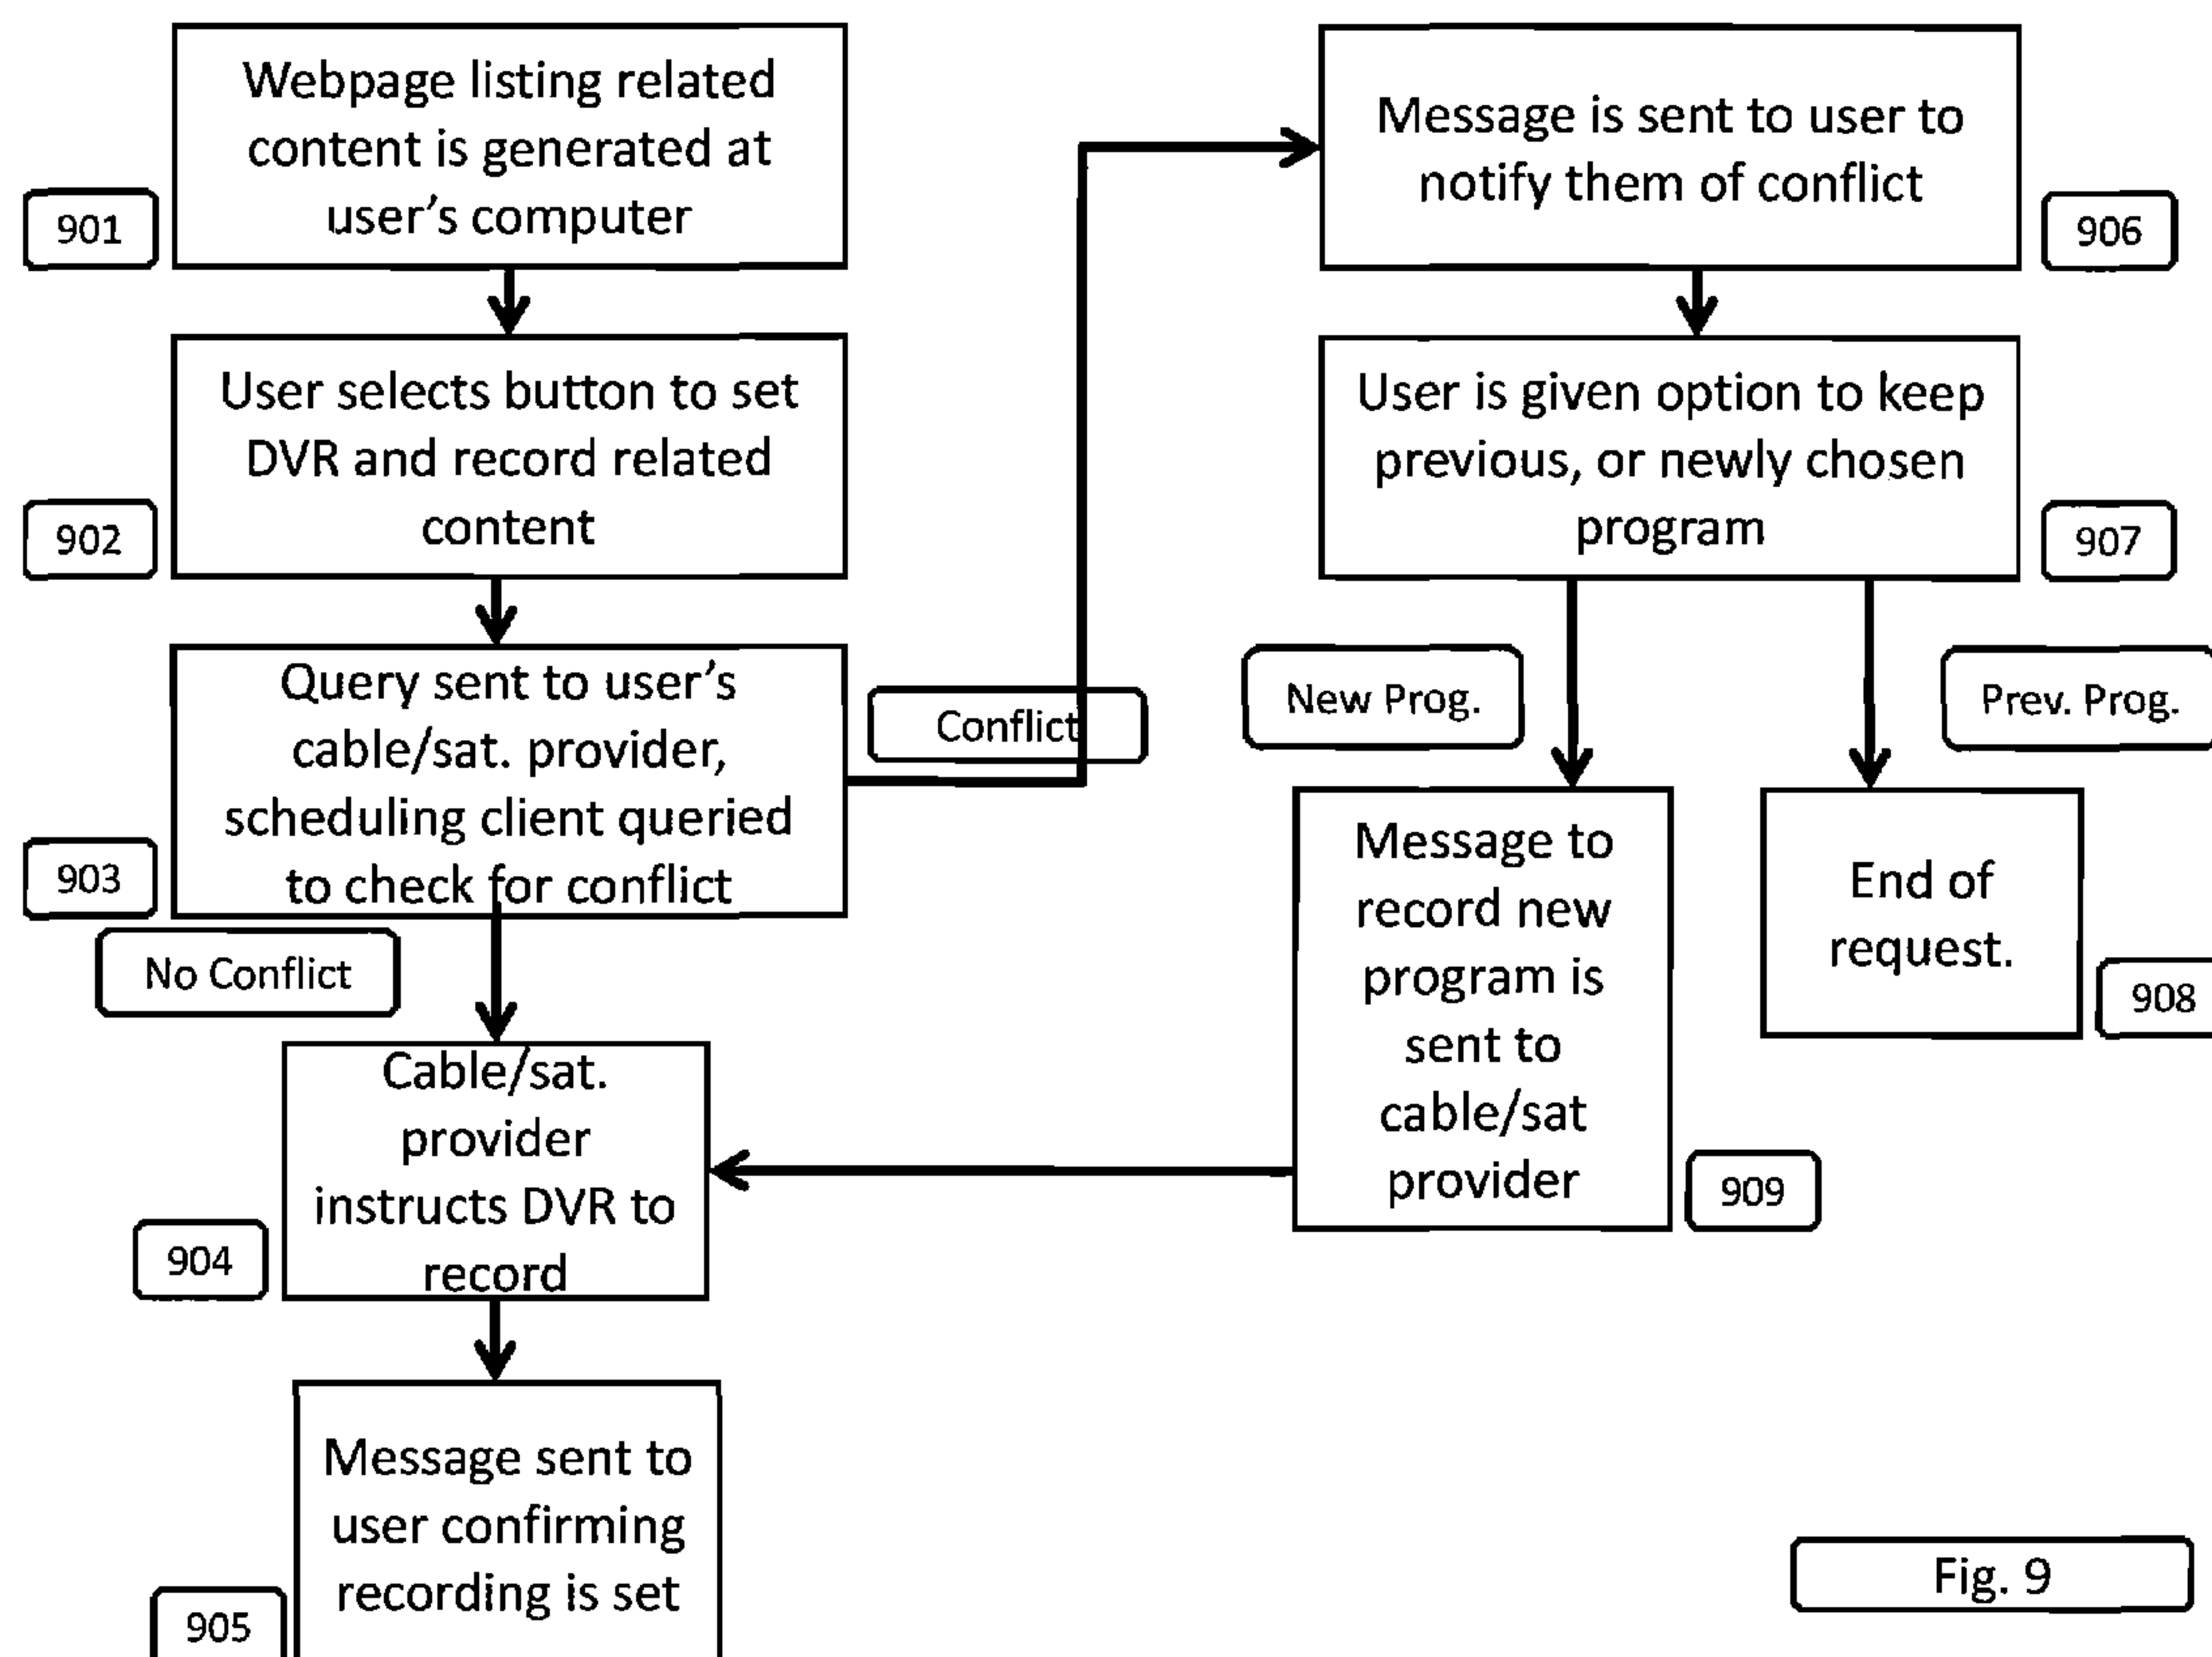 Webpage listing related
content is generated at
user's computer
901
User selects button to set
DVR and record related
content
902
Query sent to user's
cable/sat. provider,
scheduling client queried
to check for conflict
903
Conflict
No Conflict
Cable/sat.
provider
instructs DVR to
record
904
Message sent to
user confirming
recording is set
905
Message is sent to user to
notify them of conflict
906
User is given option to keep
previous, or newly chosen
program
907
New Prog.
Prev. Prog.
Message to
record new
program is
sent to
cable/sat
provider
909
End of
request.
908
Fig. 9